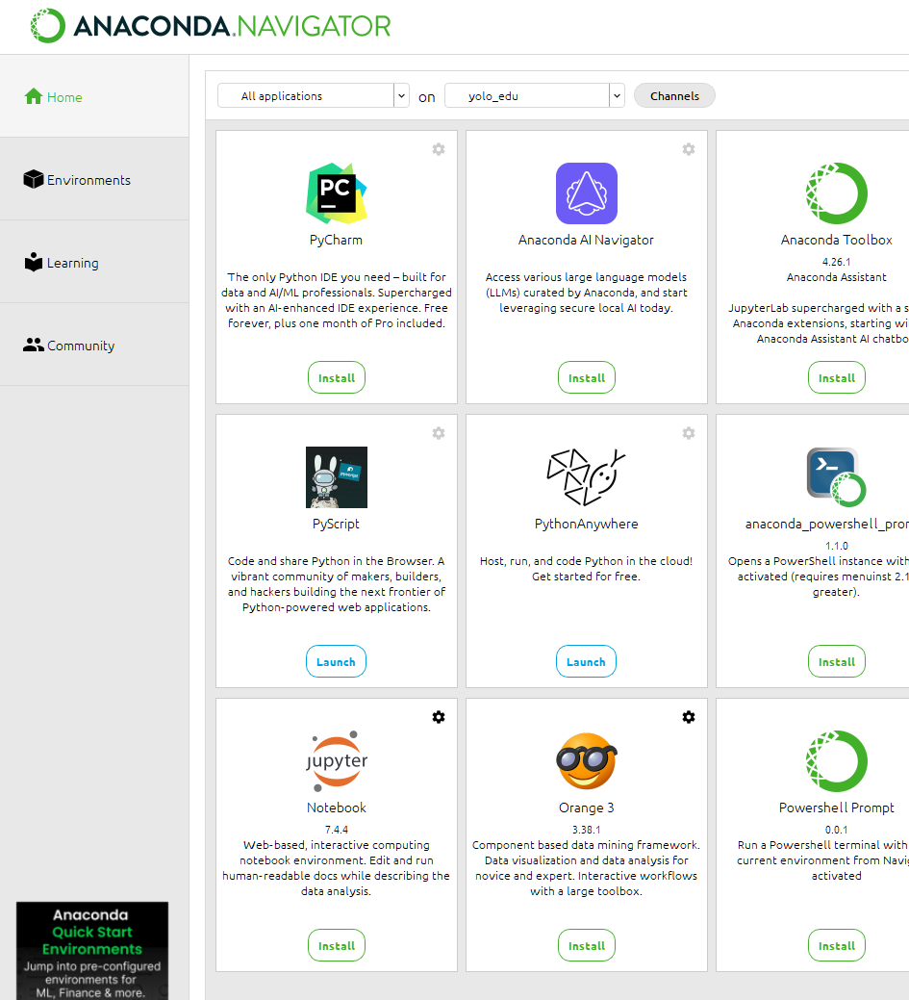 ANACONDA.NAVIGATOR
Home
Environments
Learning
Community
All applications on yolo_edu Channels
PC
PyCharm
The only Python IDE you need – built for
data and AI/ML professionals. Supercharged
with an AI-enhanced IDE experience. Free
forever, plus one month of Pro included.
Install
Anaconda AI Navigator
Access various large language models
(LLMs) curated by Anaconda, and start
leveraging secure local AI today.
Install
Anaconda Toolbox
4.26.1
Anaconda Assistant
JupyterLab supercharged with a s
Anaconda extensions, starting wi
Anaconda Assistant AI chatbo
Install
pyscript
PyScript
Code and share Python in the Browser. A
vibrant community of makers, builders,
and hackers building the next frontier of
Python-powered web applications.
Launch
PythonAnywhere
Host, run, and code Python in the cloud!
Get started for free.
Launch
anaconda_powershell_pro
1.1.0
Opens a PowerShell instance with
activated (requires menuinst 2.1
greater).
Install
jupyter
Notebook
7.4.4
Web-based, interactive computing
notebook environment. Edit and run
human-readable docs while describing the
data analysis.
Install
Orange 3
3.38.1
Component based data mining framework.
Data visualization and data analysis for
novice and expert. Interactive workflows
with a large toolbox.
Install
Powershell Prompt
0.0.1
Run a Powershell terminal with
current environment from Navig
activated
Install
Anaconda
Quick Start
Environments
Jump into pre-configured
environments for
ML, Finance & more.